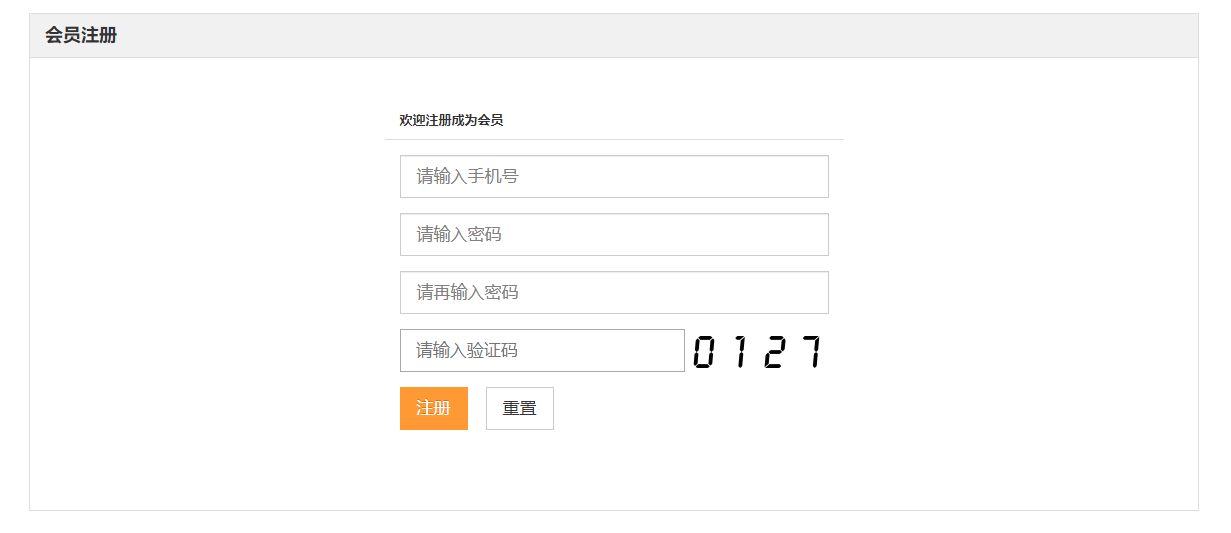 会员注册
欢迎注册成为会员
请输入手机号
请输入密码
请再输入密码
请输入验证码 0127
注册 重置